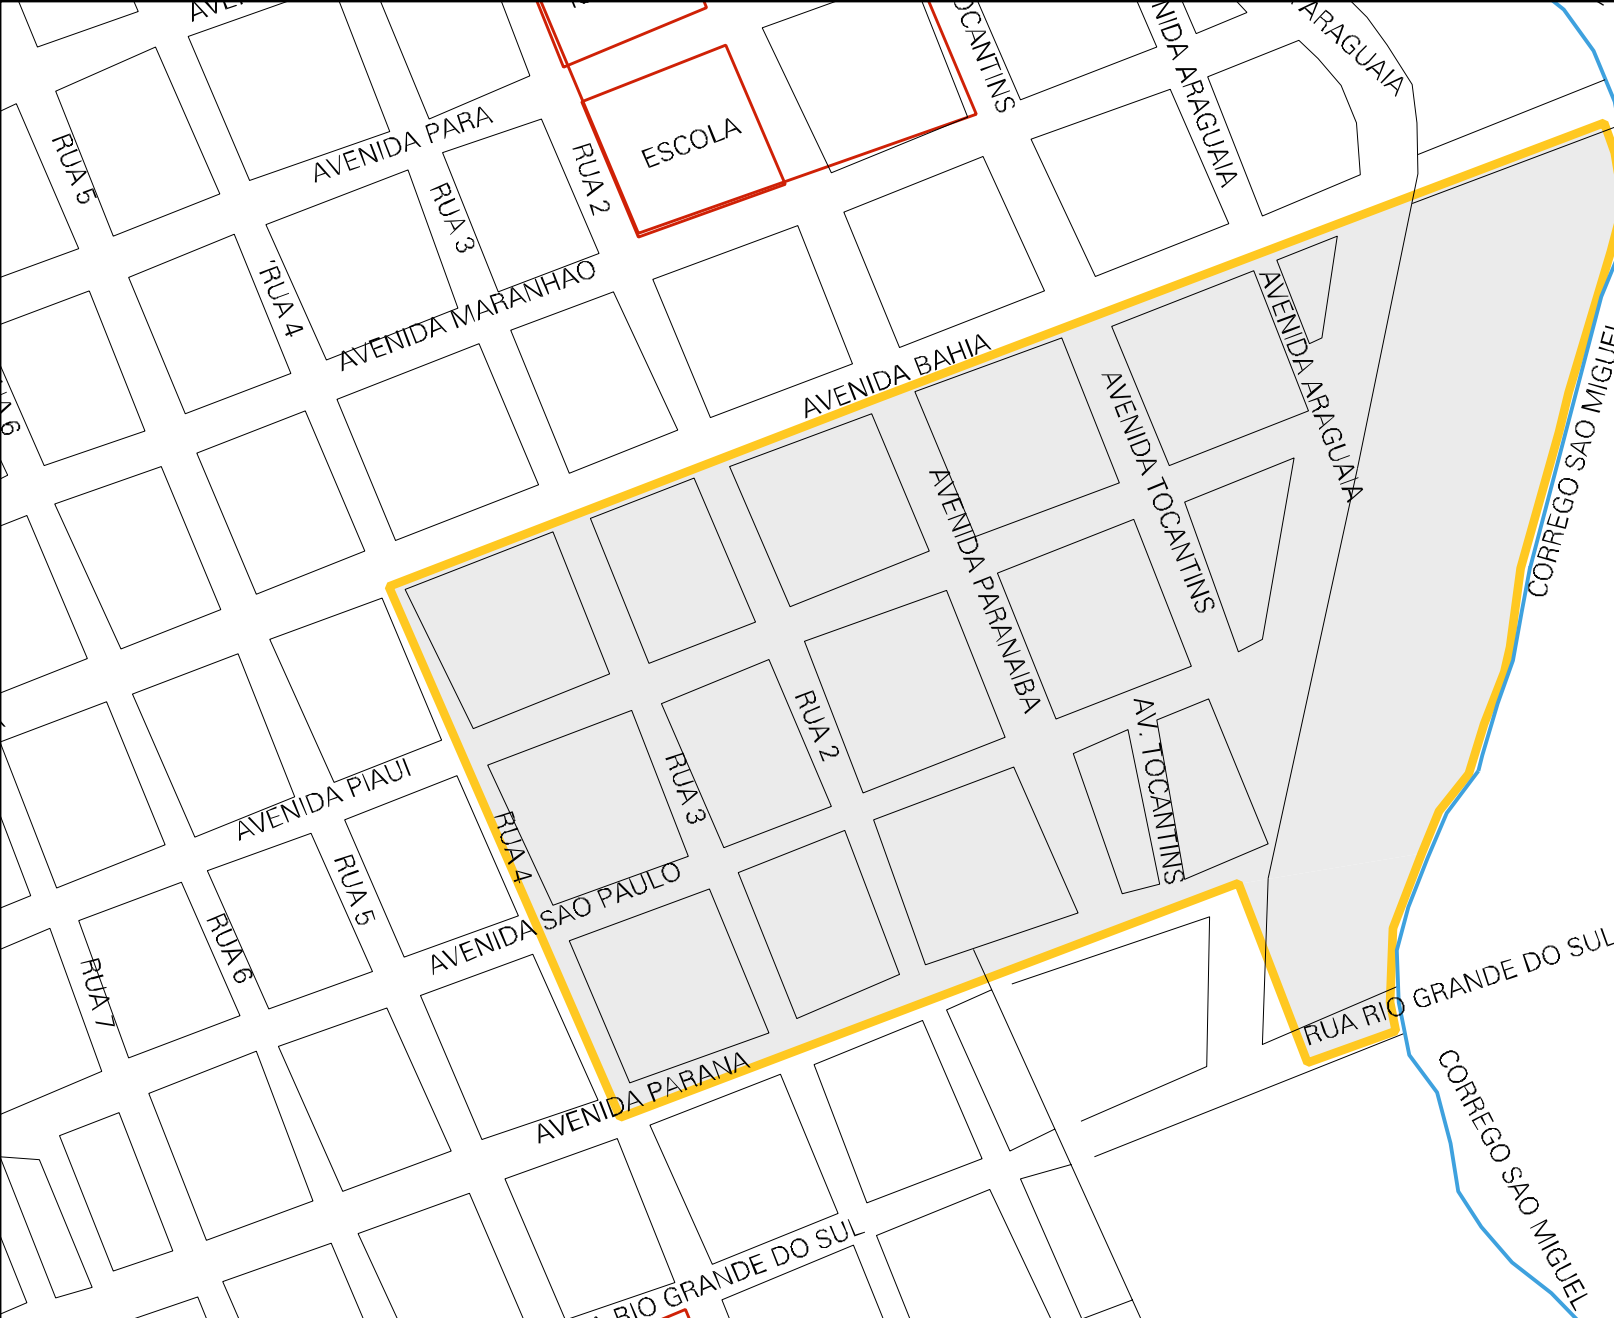 OCANTINS
NIDA ARAGUAIA
ARAGUAIA
AVENIDA PARA
ESCOLA
RUA 5
RUA 3
RUA 2
'RUA 4
AVENIDA MARANHAO
AVENIDA BAHIA
AVENIDA ARAGUAIA
CORREGO SAO MIGUEL
AVENIDA TOCANTINS
AVENIDA PARANAIBA
RUA 2
AV. TOCANTINS
RUA 3
AVENIDA PIAUI
RUA 4
RUA 5
AVENIDA SAO PAULO
RUA 6
RUA 7
RUA RIO GRANDE DO SUL
AVENIDA PARANA
CORREGO SAO MIGUEL
RIO GRANDE DO SUL